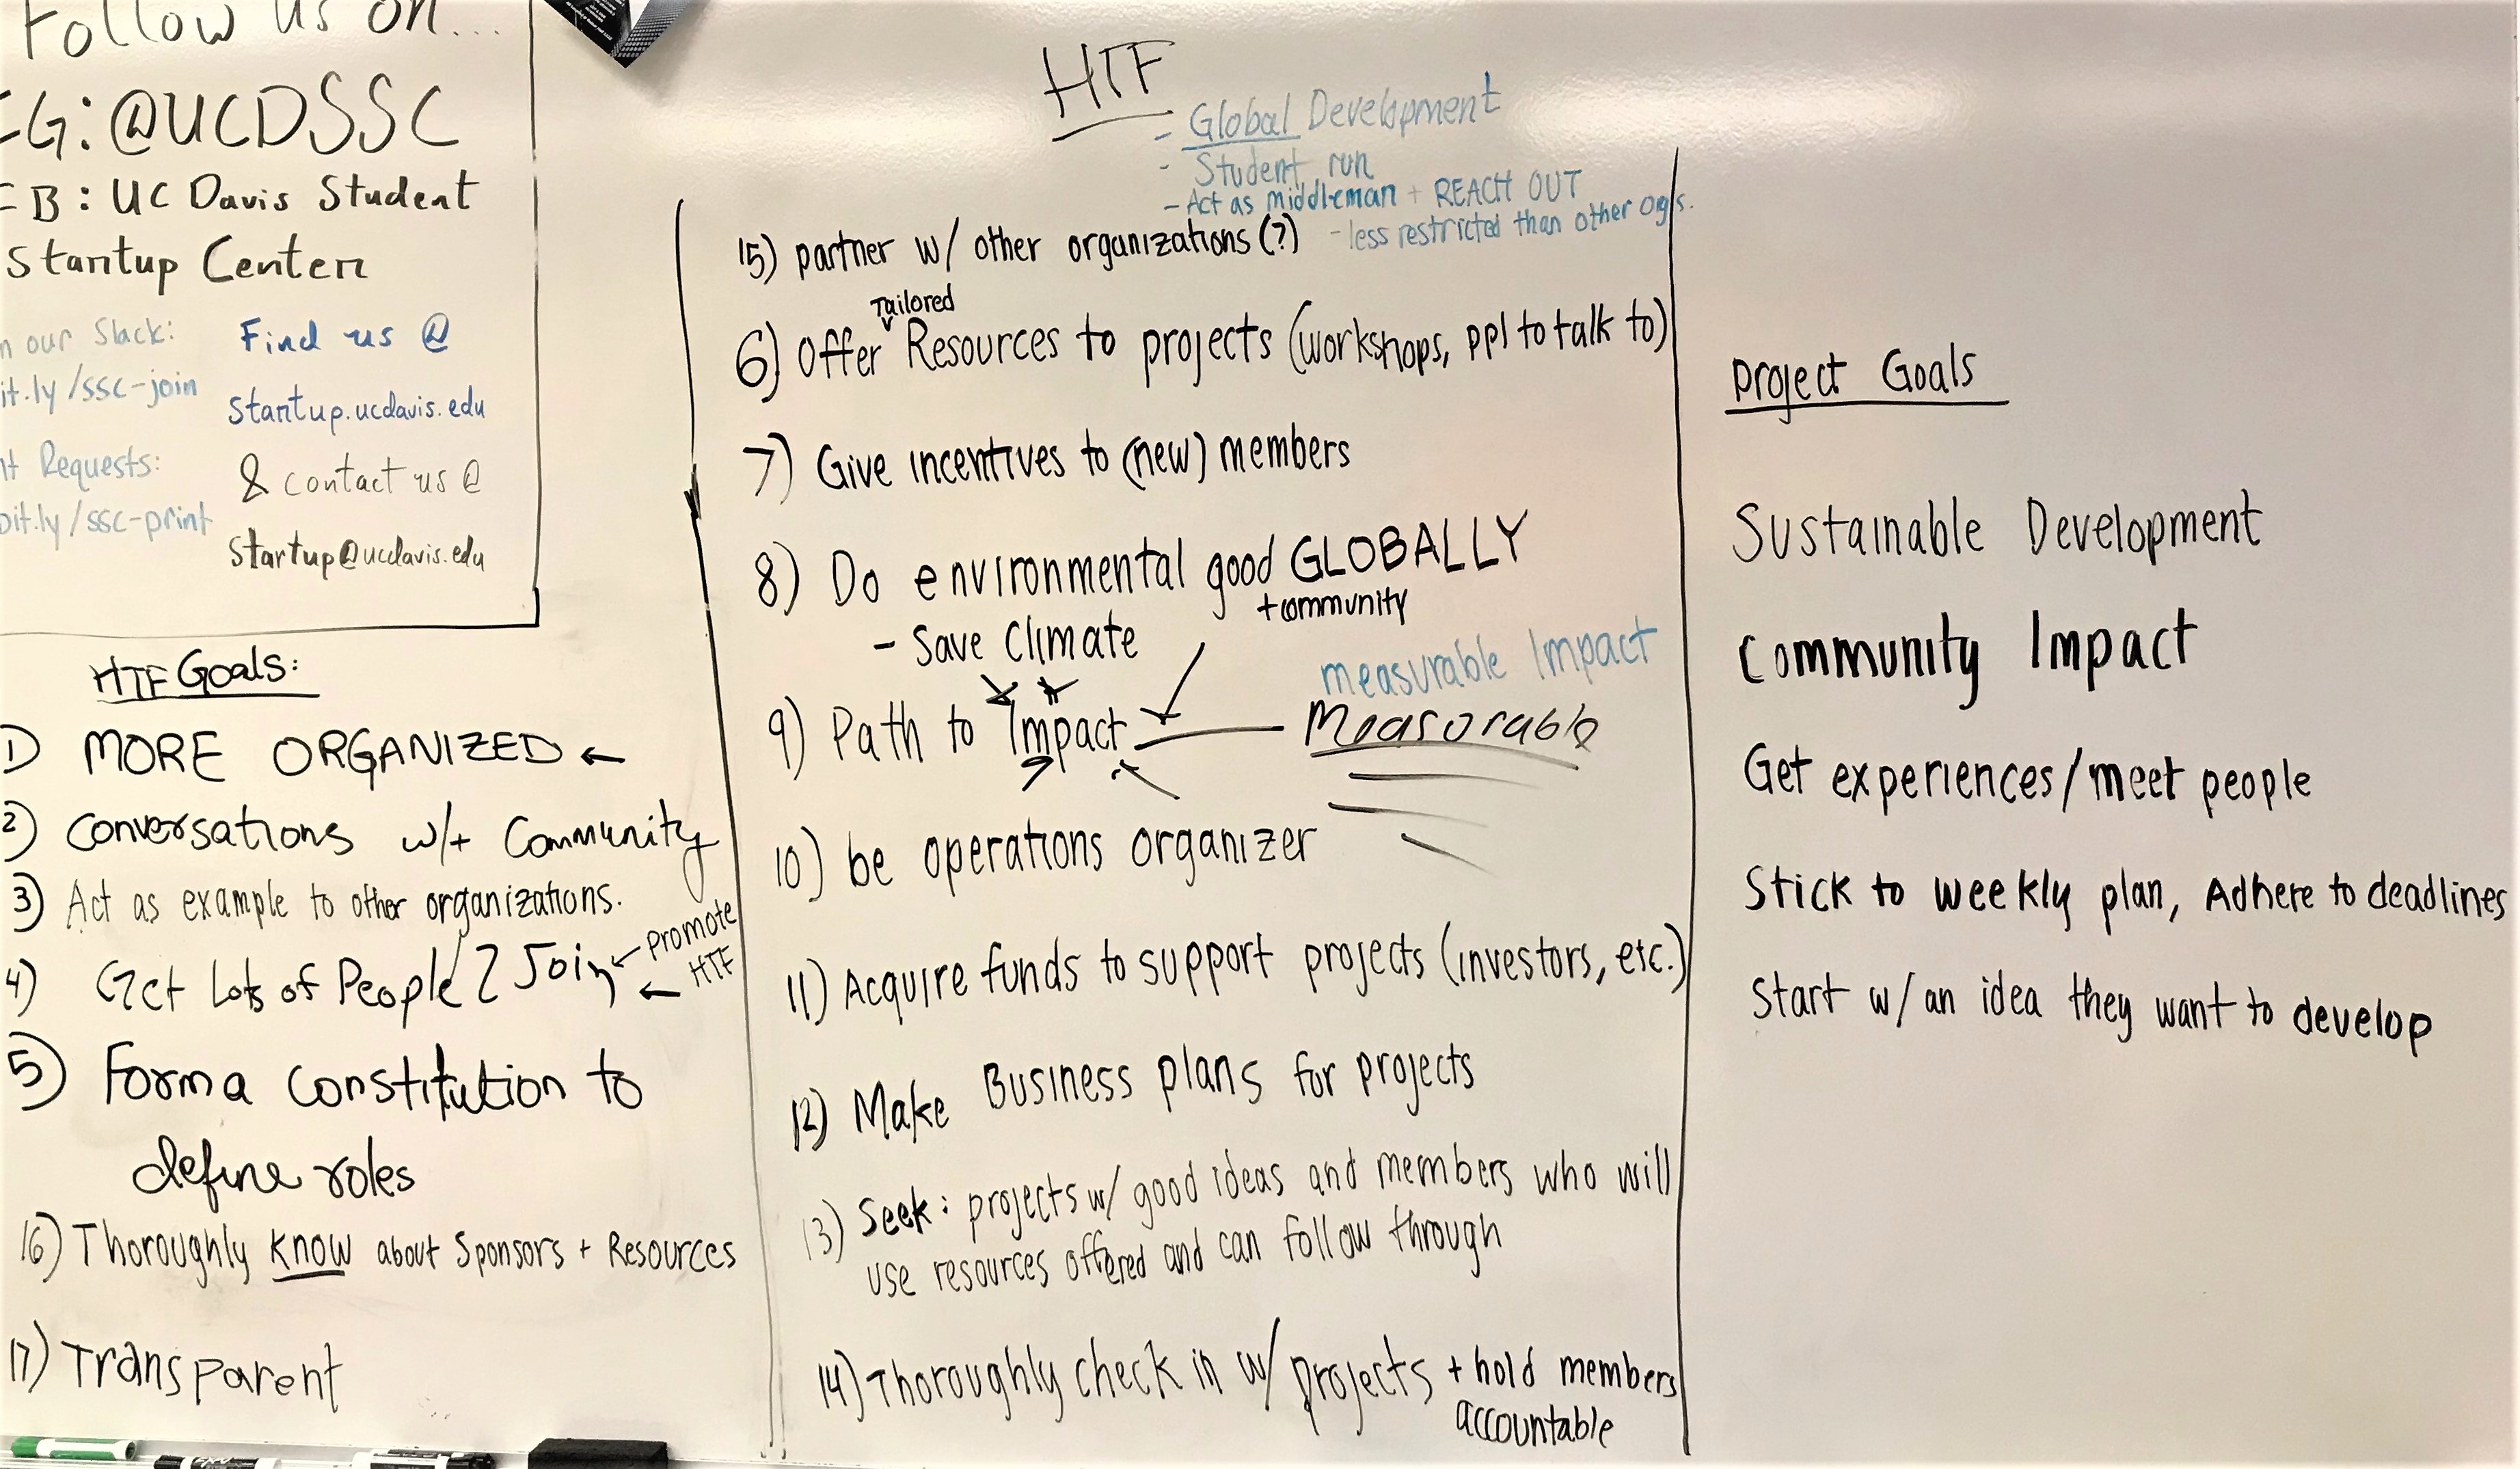 Follow us on...
G: @UCDSSC
B: UC Davis Student
Startup Center
our Slack:
it.ly/ssc-join
Requests:
bit.ly/ssc-print
Find us @
startup.ucdavis.edu
& contact us @
startup@ucdavis.edu
HTF Goals:
1) MORE ORGANIZED ←
2) Conversations w/+ Community
3) Act as example to other organizations.
4) Get Lots of People 2 Join
← promote
← HTF
5) Form a constitution to
define roles
16) Thoroughly know about Sponsors + Resources
17) Transparent
HTF
- Global Development
- Student run
- Act as middleman + REACH OUT
- less restricted than other orgs.
15) partner w/ other organizations (?)
Tailored
6) Offer Resources to projects (workshops, ppl to talk to)
7) Give incentives to (new) members
8) Do environmental good GLOBALLY
+community
- Save Climate
measurable Impact
9) Path to Impact
Measorable
10) be operations organizer
11) Acquire funds to support projects (investors, etc.)
12) Make Business plans for projects
13) Seek: projects w/ good ideas and members who will
use resources offered and can follow through
14) Thoroughly check in w/ projects + hold members
accountable
Project Goals
Sustainable Development
Community Impact
Get experiences/meet people
Stick to weekly plan, Adhere to deadlines
Start w/ an idea they want to develop